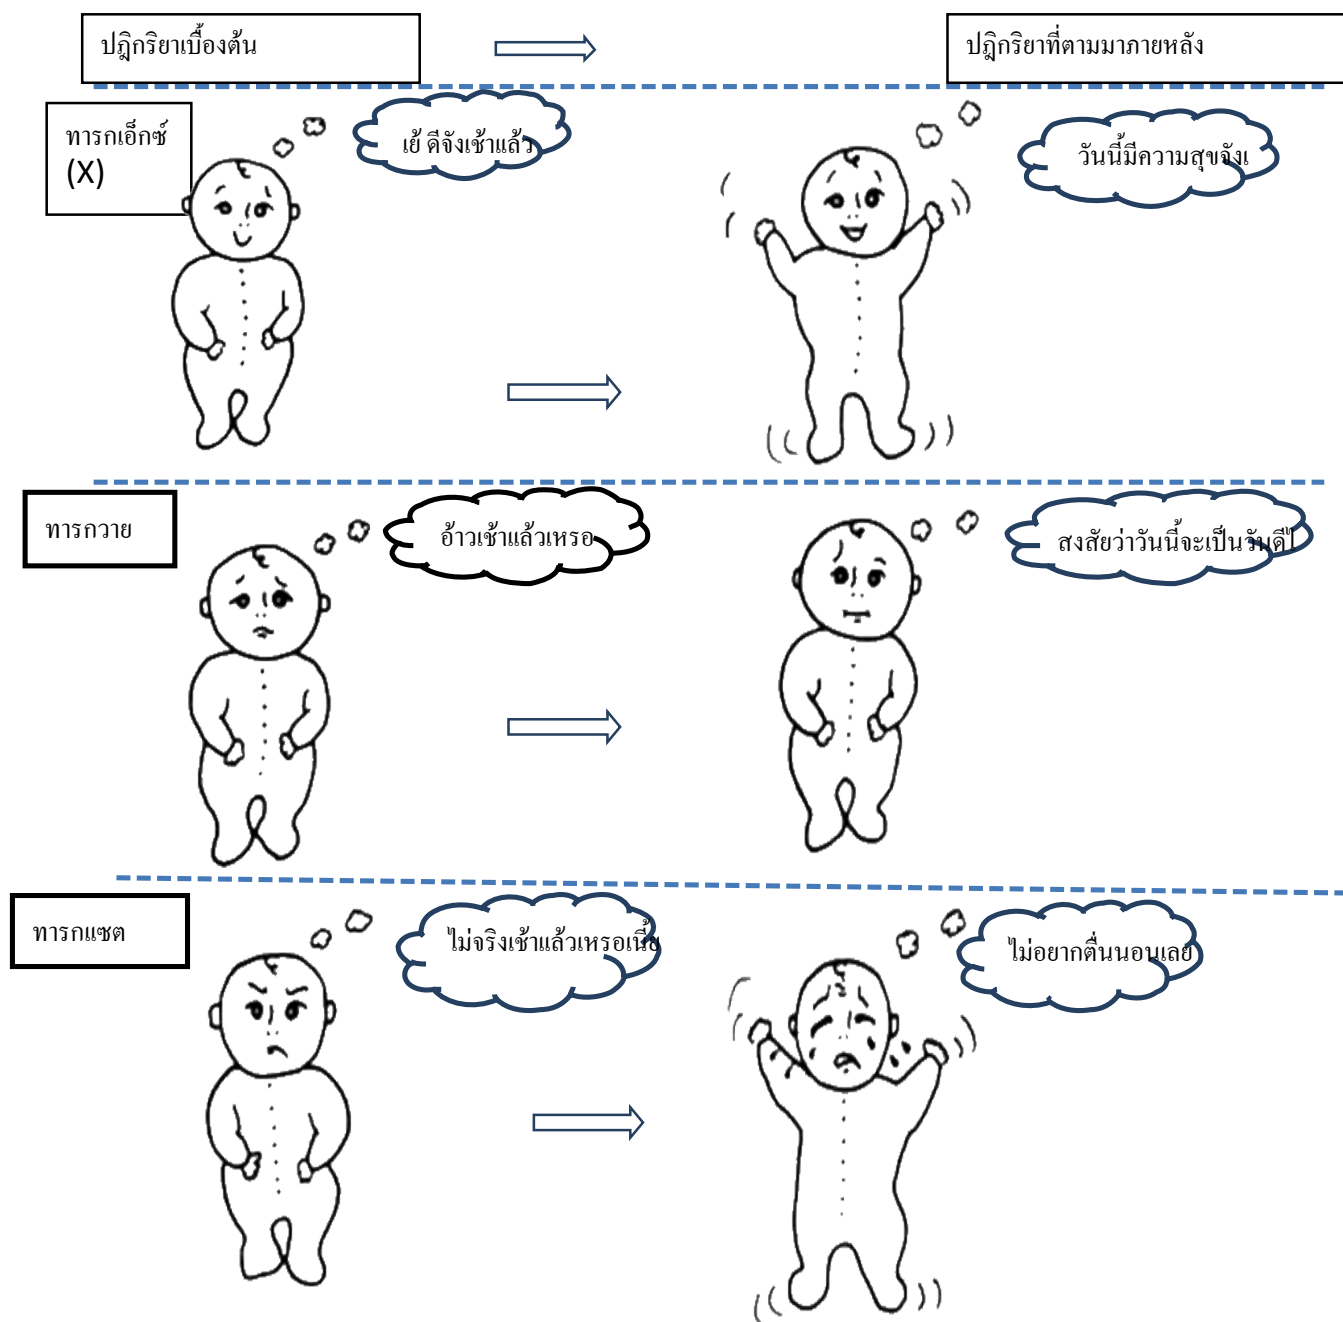 ปฏิกริยาเบื้องต้น
ปฏิกริยาที่ตามมาภายหลัง
ทารกเอ็กซ์
(X)
เย้ ดีจังเช้าแล้ว
วันนี้มีความสุขจังเ
ทารกวาย
อ้าวเช้าแล้วเหรอ
สงสัยว่าวันนี้จะเป็นวันดีไ
ทารกแซต
ไม่จริงเช้าแล้วเหรอเนี้ย
ไม่อยากตื่นนอนเลย